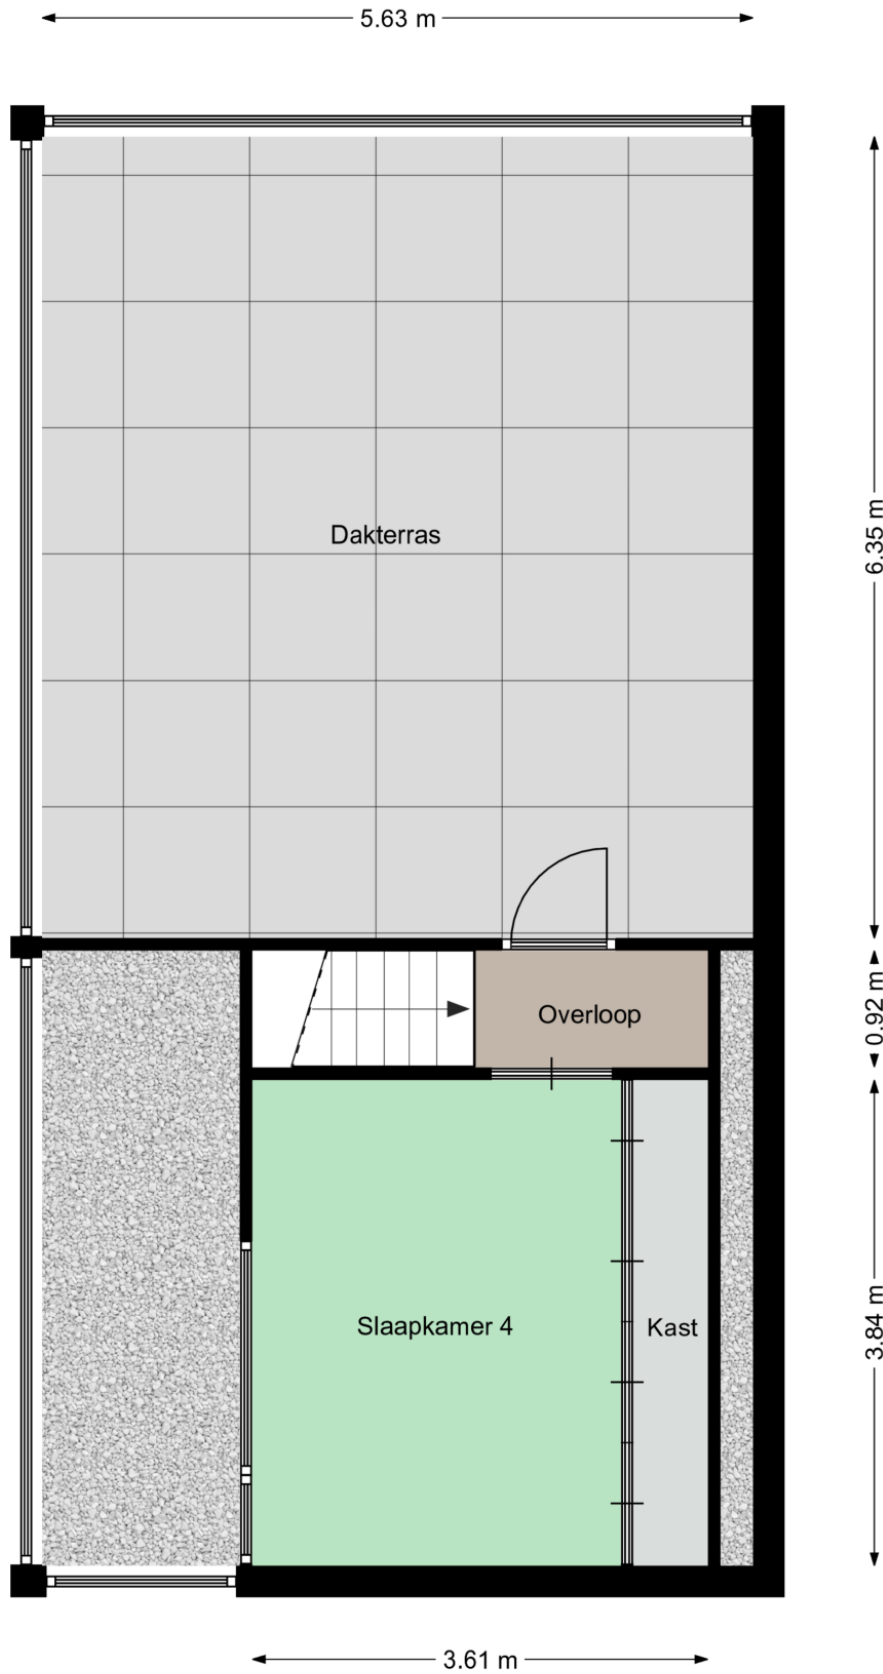 5.63 m
Dakterras
6.35 m
Overloop
0.92 m
Slaapkamer 4
Kast
3.84 m
3.61 m